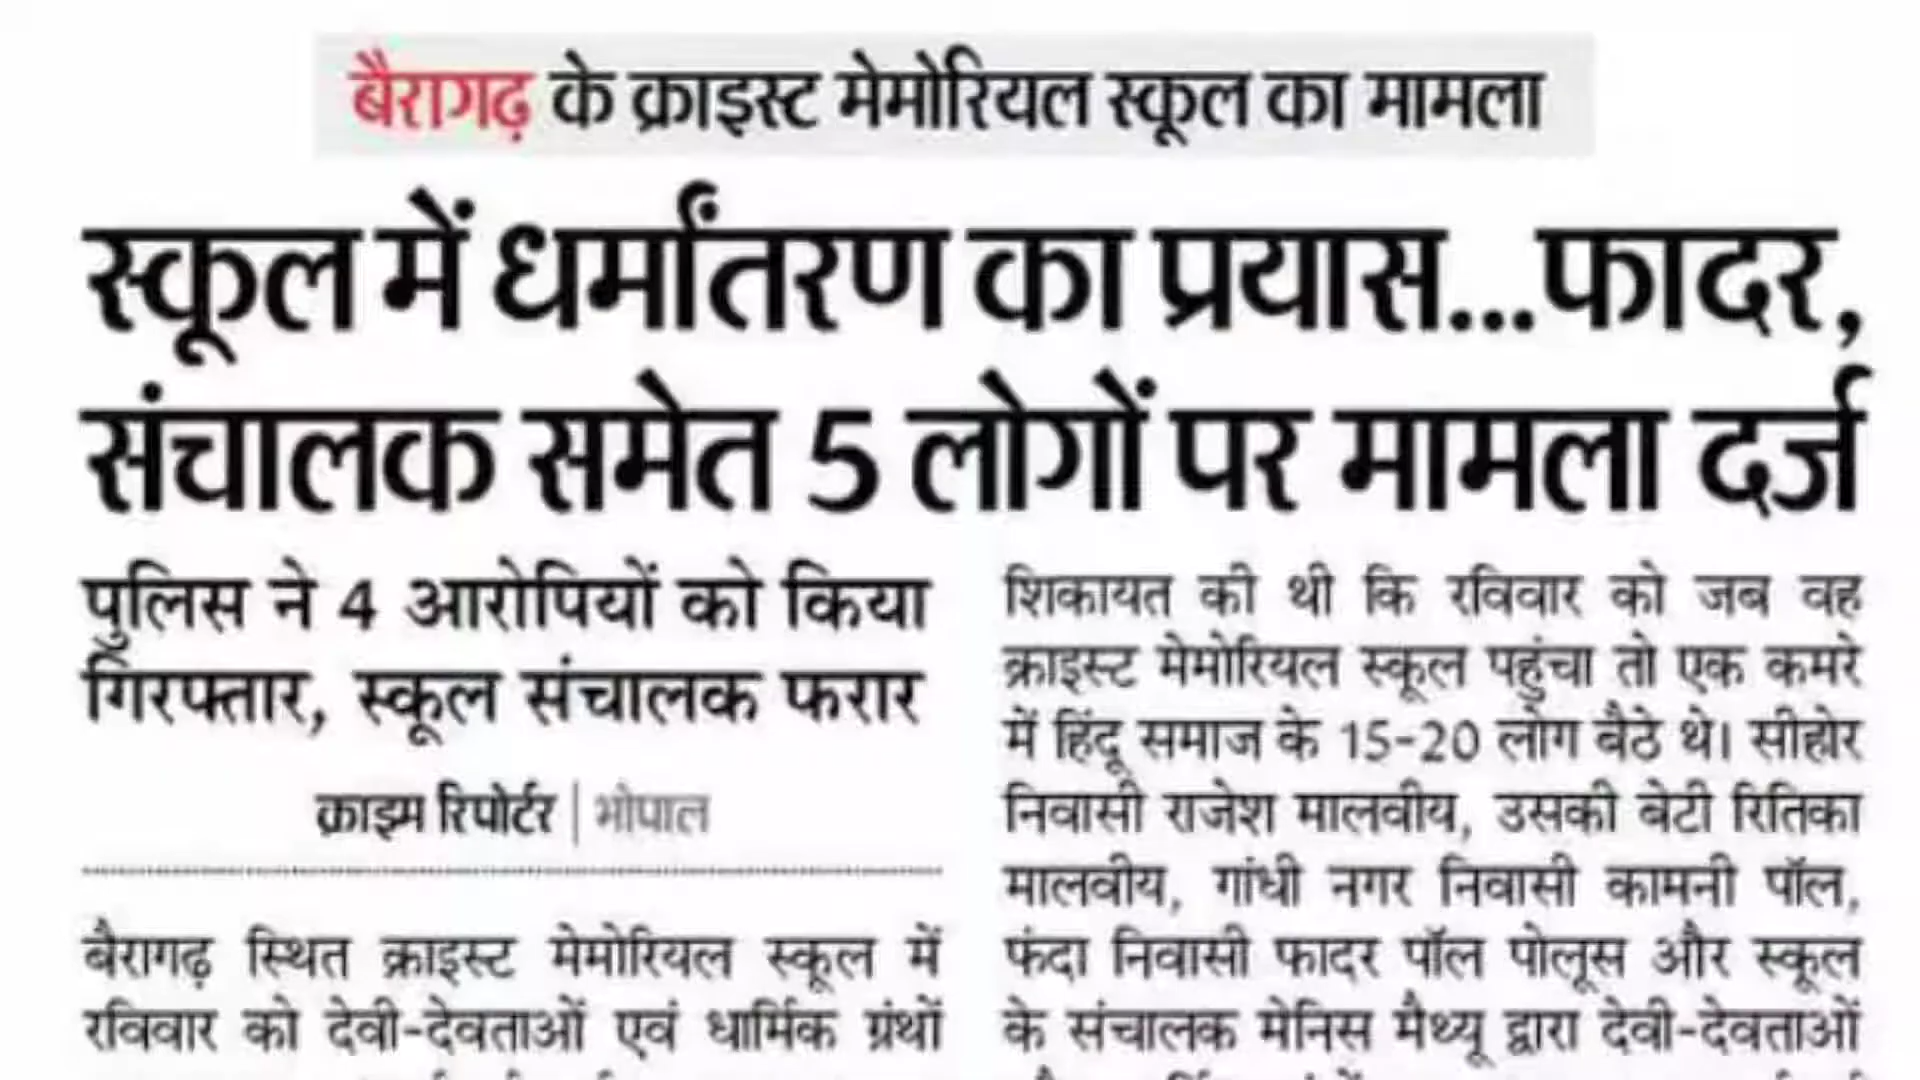 बैरागढ़ के क्राइस्ट मेमोरियल स्कूल का मामला
स्कूल में धर्मांतरण का प्रयास...फादर,
संचालक समेत 5 लोगों पर मामला दर्ज
पुलिस ने 4 आरोपियों को किया
गिरफ्तार, स्कूल संचालक फरार
क्राइम रिपोर्टर | भोपाल
बैरागढ़ स्थित क्राइस्ट मेमोरियल स्कूल में
रविवार को देवी-देवताओं एवं धार्मिक ग्रंथों
शिकायत की थी कि रविवार को जब वह
क्राइस्ट मेमोरियल स्कूल पहुंचा तो एक कमरे
में हिंदू समाज के 15-20 लोग बैठे थे। सीहोर
निवासी राजेश मालवीय, उसकी बेटी रितिका
मालवीय, गांधी नगर निवासी कामनी पॉल,
फंदा निवासी फादर पॉल पोलूस और स्कूल
के संचालक मेनिस मैथ्यू द्वारा देवी-देवताओं